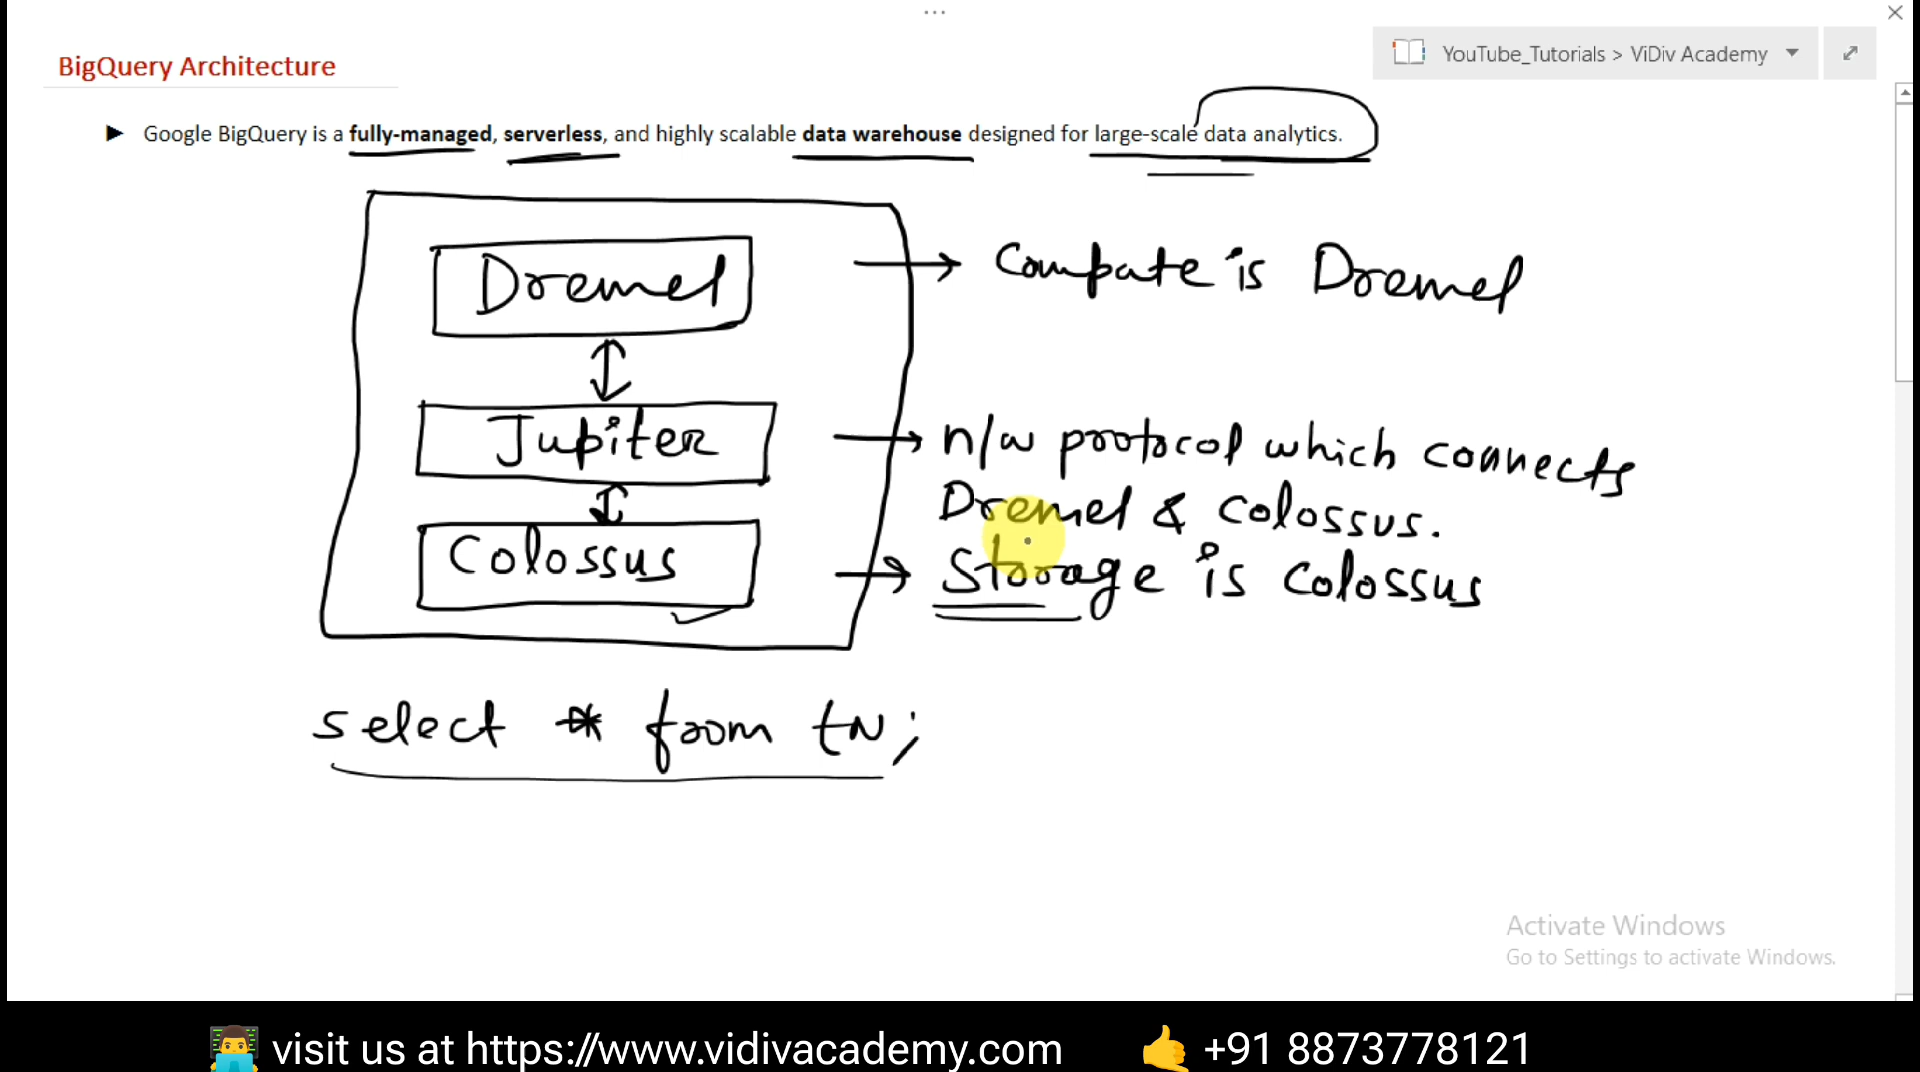 BigQuery Architecture
YouTube_Tutorials > ViDiv Academy
► Google BigQuery is a fully-managed, serverless, and highly scalable data warehouse designed for large-scale data analytics.
Dremel
→ Compute is Dremel
Jupiter
→ n/w protocol which connects
Dremel & Colossus.
Colossus
→ Storage is Colossus
select * from tN;
Activate Windows
Go to Settings to activate Windows.
visit us at https://www.vidivacademy.com
+91 8873778121